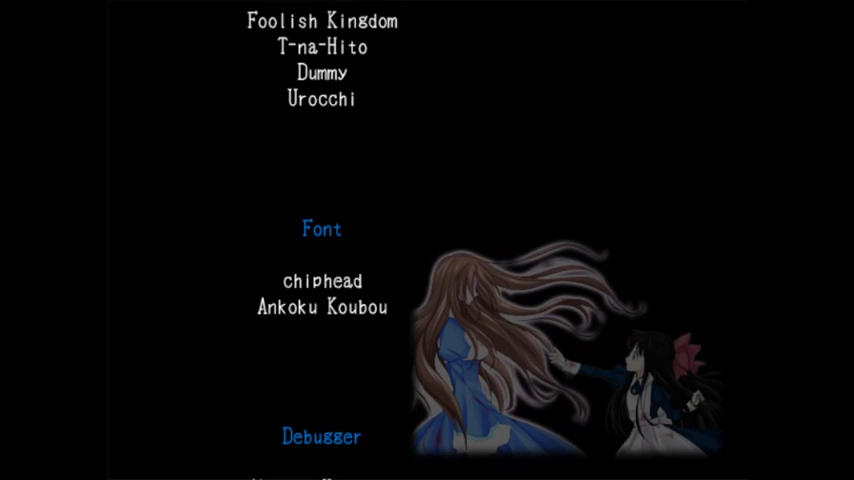 Foolish Kingdom
T-na-Hito
Dummy
Urocchi
Font
chiphead
Ankoku Koubou
Debugger